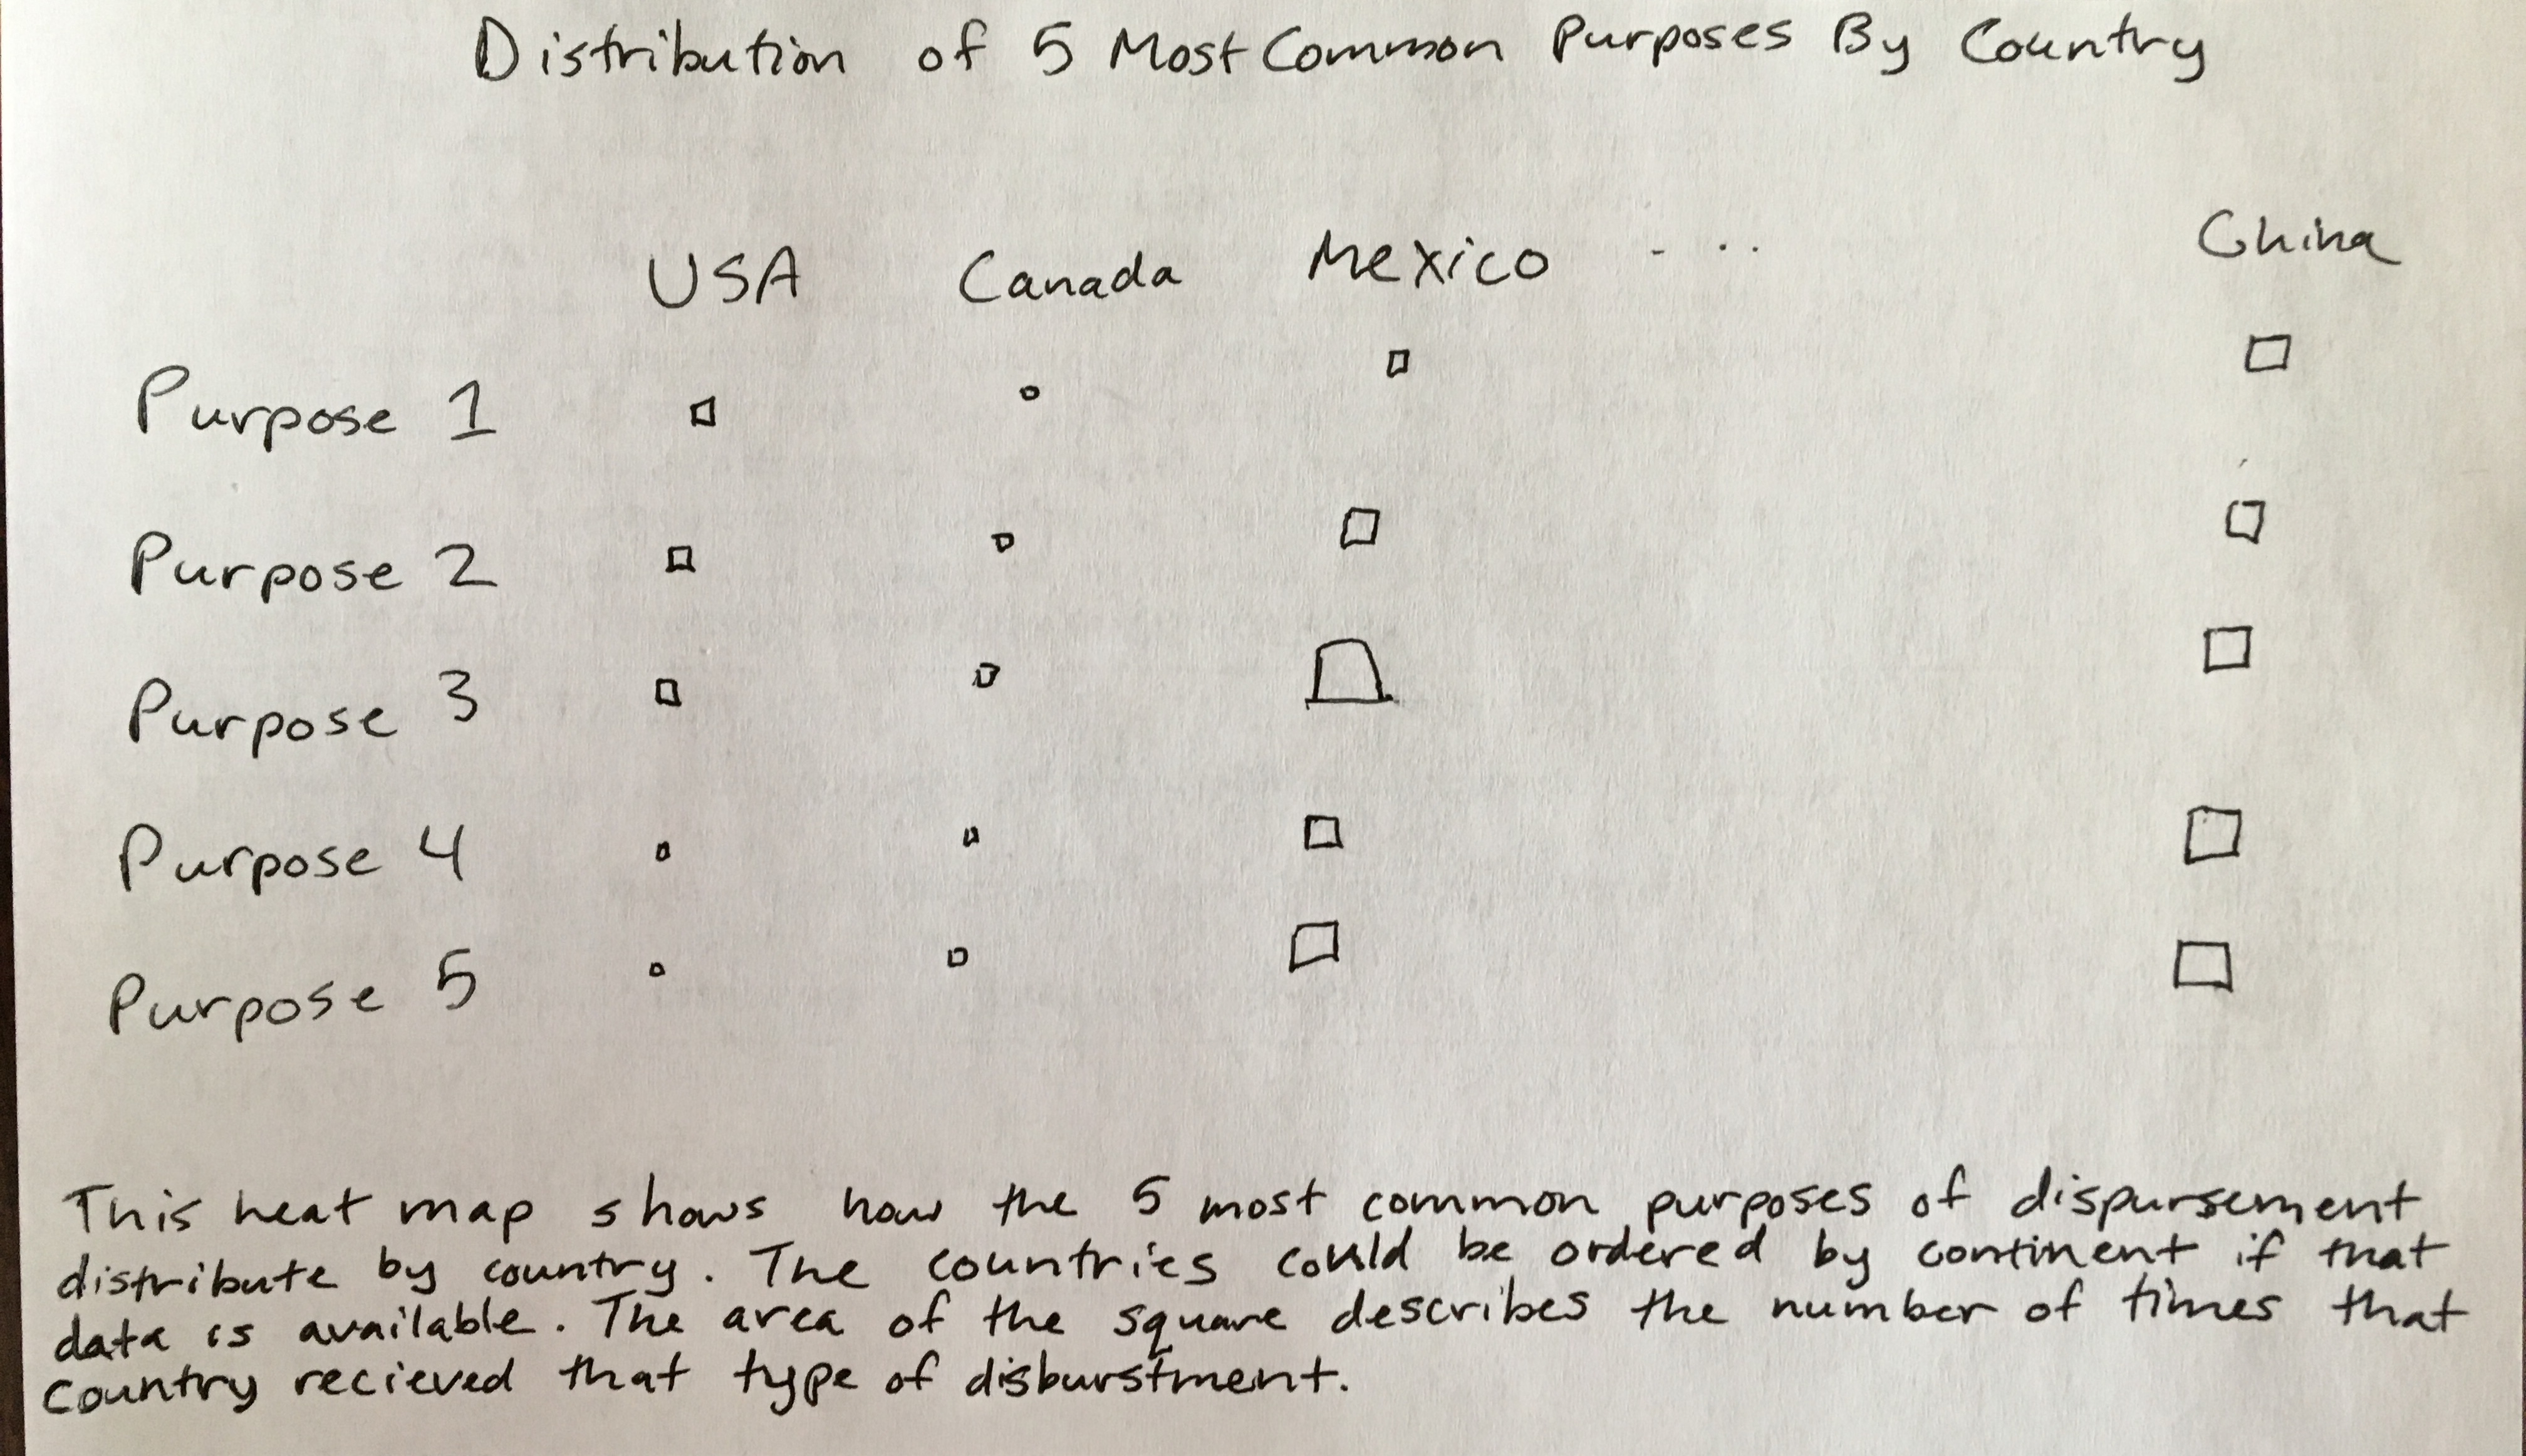 Distribution of 5 Most Common Purposes By Country
USA Canada Mexico ... China
Purpose 1
Purpose 2
Purpose 3
Purpose 4
Purpose 5
This heat map shows how the 5 most common purposes of dispursement
distribute by country. The countries could be ordered by continent if that
data is available. The area of the square describes the number of times that
country recieved that type of disburstment.